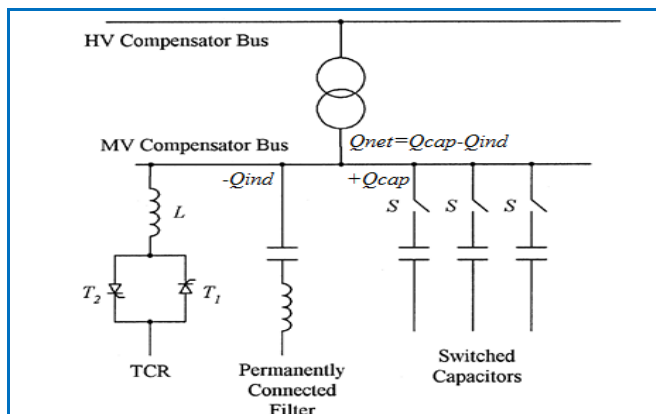 HV Compensator Bus
Qnet=Qcap-Qind
MV Compensator Bus
-Qind
+Qcap
S
S
S
L
T2
T1
TCR
Permanently
Connected
Filter
Switched
Capacitors